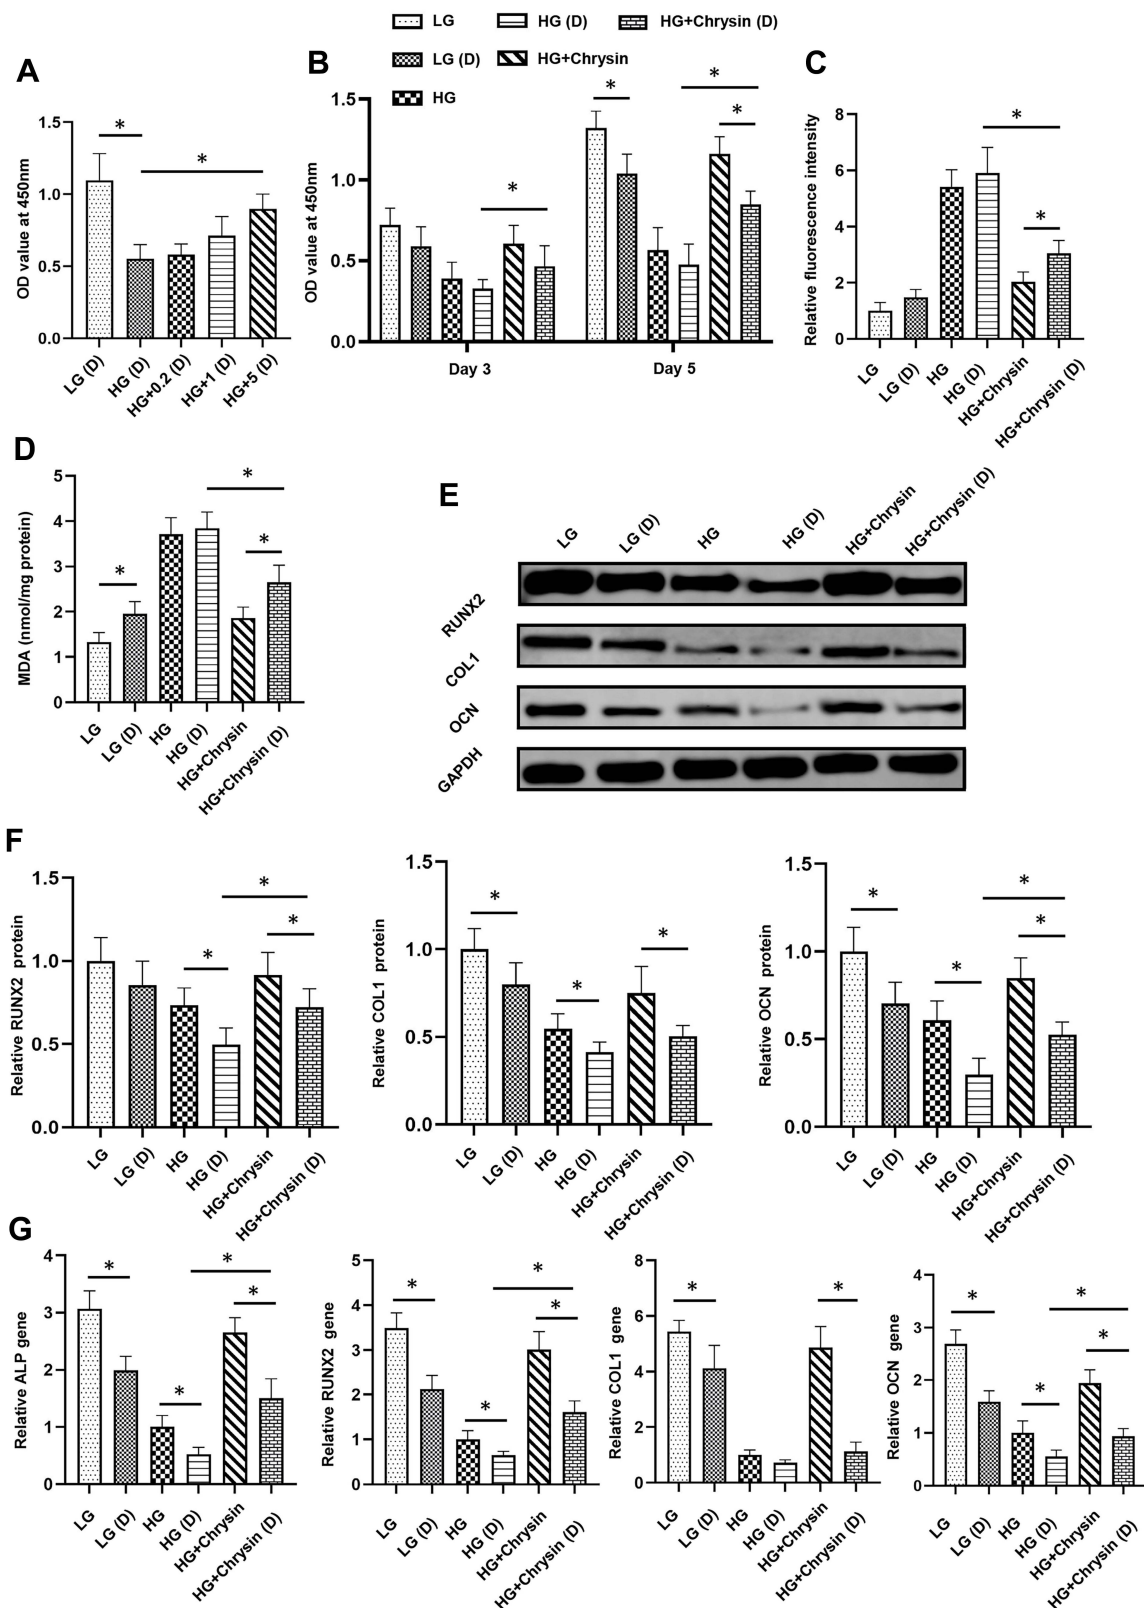 LG
HG (D)
HG+Chrysin (D)
LG (D)
HG+Chrysin
HG
A
OD value at 450nm
1.5
1.0
0.5
0.0
*
*
LG (D)
HG (D)
HG+0.2 (D)
HG+1 (D)
HG+5 (D)
B
OD value at 450nm
1.5
1.0
0.5
0.0
*
*
*
*
Day 3
Day 5
C
Relative fluorescence intensity
8
6
4
2
0
*
*
LG
LG (D)
HG
HG (D)
HG+Chrysin
HG+Chrysin (D)
D
MDA (nmol/mg protein)
5
4
3
2
1
0
*
*
*
LG
LG (D)
HG
HG (D)
HG+Chrysin
HG+Chrysin (D)
E
LG
LG (D)
HG
HG (D)
HG+Chrysin
HG+Chrysin (D)
RUNX2
COL1
OCN
GAPDH
F
Relative RUNX2 protein
1.5
1.0
0.5
0.0
*
*
*
LG
LG (D)
HG
HG (D)
HG+Chrysin
HG+Chrysin (D)
Relative COL1 protein
1.5
1.0
0.5
0.0
*
*
*
LG
LG (D)
HG
HG (D)
HG+Chrysin
HG+Chrysin (D)
Relative OCN protein
1.5
1.0
0.5
0.0
*
*
*
*
LG
LG (D)
HG
HG (D)
HG+Chrysin
HG+Chrysin (D)
G
Relative ALP gene
4
3
2
1
0
*
*
*
*
LG
LG (D)
HG
HG (D)
HG+Chrysin
HG+Chrysin (D)
Relative RUNX2 gene
5
4
3
2
1
0
*
*
*
*
LG
LG (D)
HG
HG (D)
HG+Chrysin
HG+Chrysin (D)
Relative COL1 gene
8
6
4
2
0
*
*
LG
LG (D)
HG
HG (D)
HG+Chrysin
HG+Chrysin (D)
Relative OCN gene
4
3
2
1
0
*
*
*
*
LG
LG (D)
HG
HG (D)
HG+Chrysin
HG+Chrysin (D)